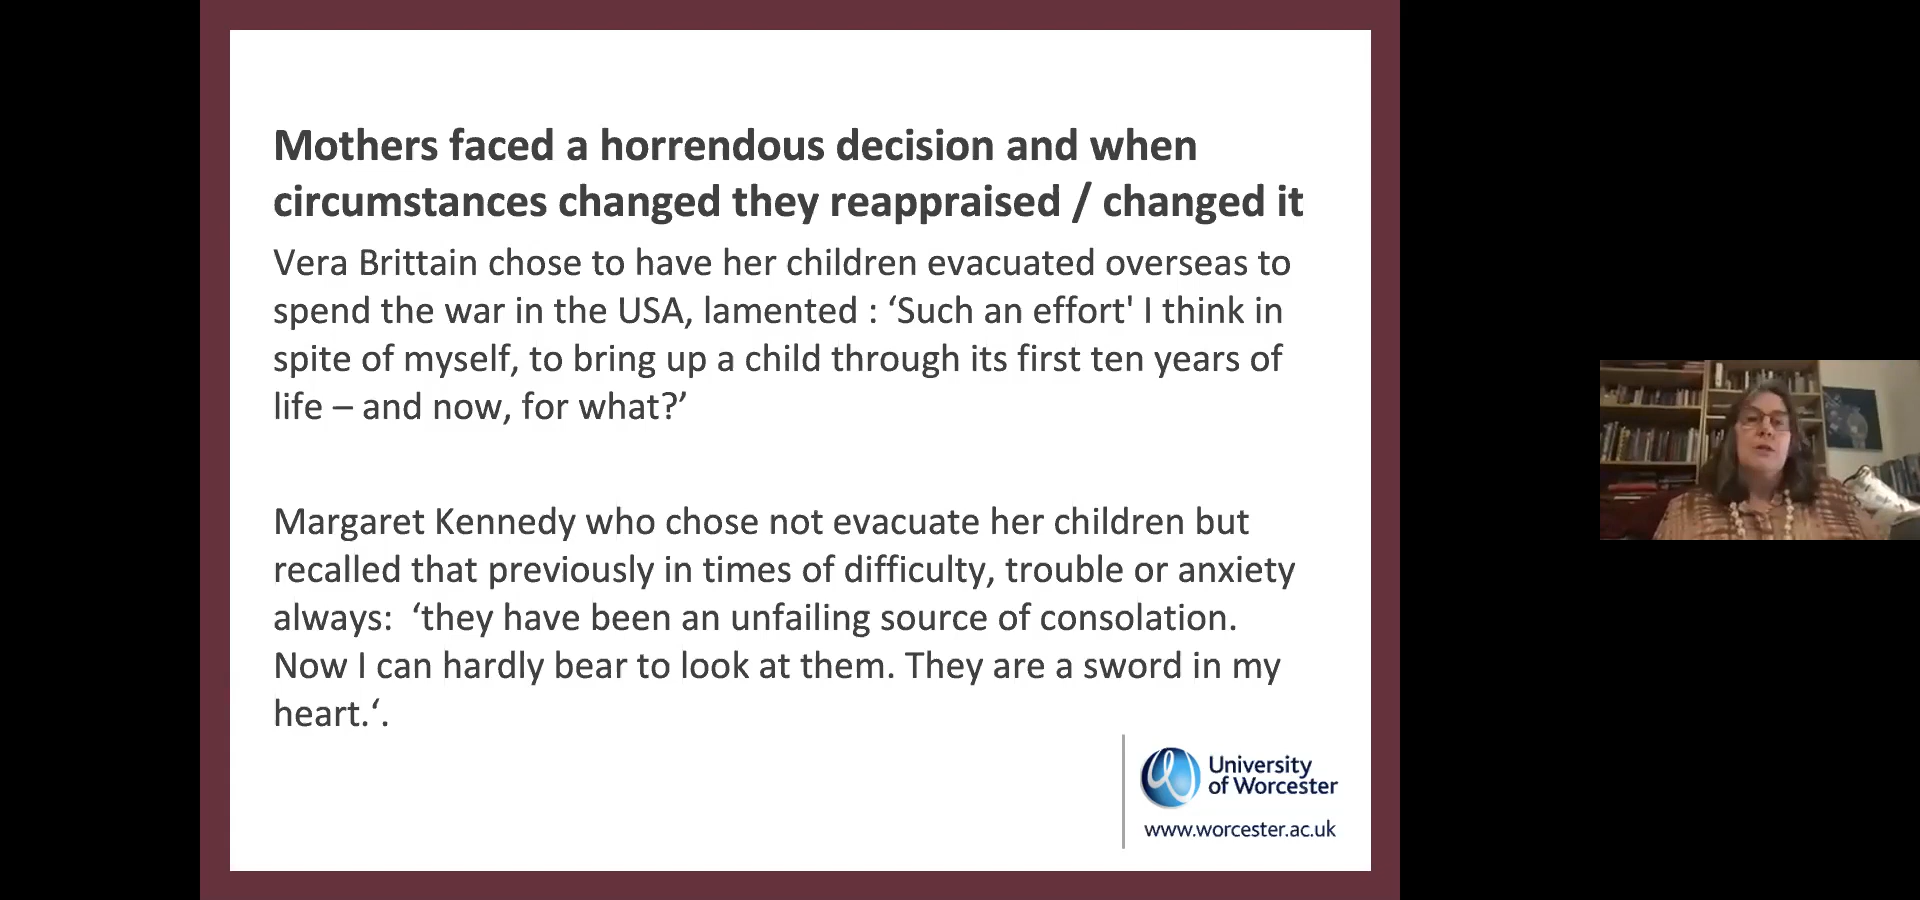 Mothers faced a horrendous decision and when
circumstances changed they reappraised / changed it
Vera Brittain chose to have her children evacuated overseas to
spend the war in the USA, lamented : ‘Such an effort' I think in
spite of myself, to bring up a child through its first ten years of
life – and now, for what?’
Margaret Kennedy who chose not evacuate her children but
recalled that previously in times of difficulty, trouble or anxiety
always:  ‘they have been an unfailing source of consolation.
Now I can hardly bear to look at them. They are a sword in my
heart.‘.
University
of Worcester
www.worcester.ac.uk